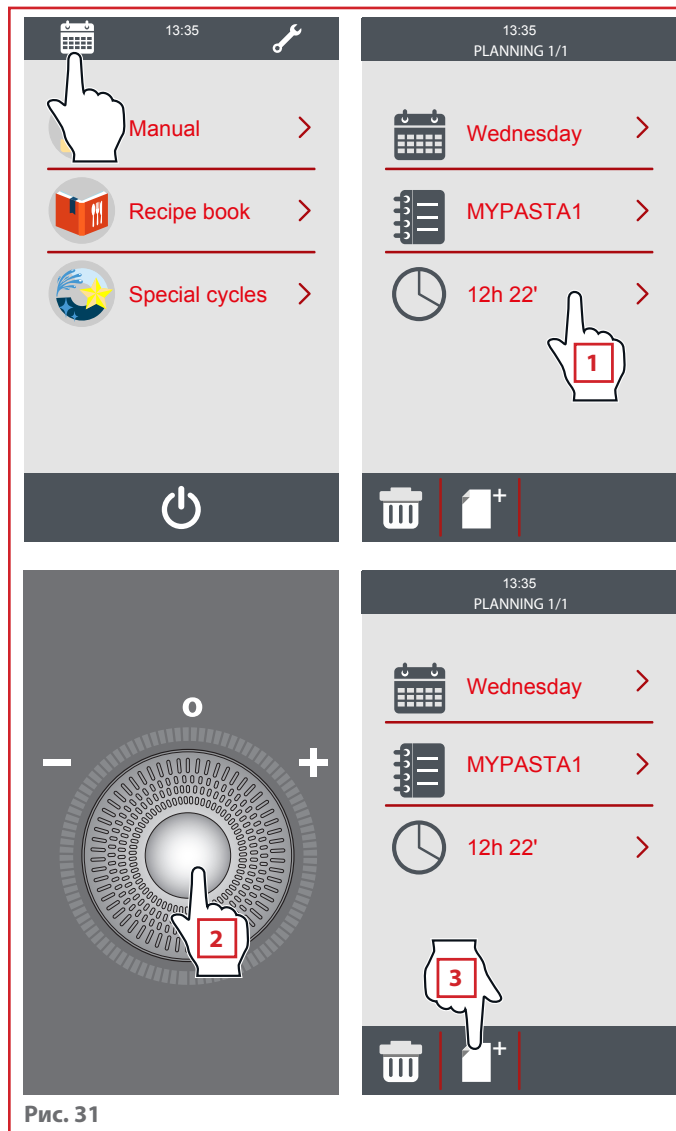 13:35
Manual
Recipe book
Special cycles
13:35
PLANNING 1/1
Wednesday
MYPASTA1
12h 22'
1
+
o
− +
2
13:35
PLANNING 1/1
Wednesday
MYPASTA1
12h 22'
3
+
Рис. 31